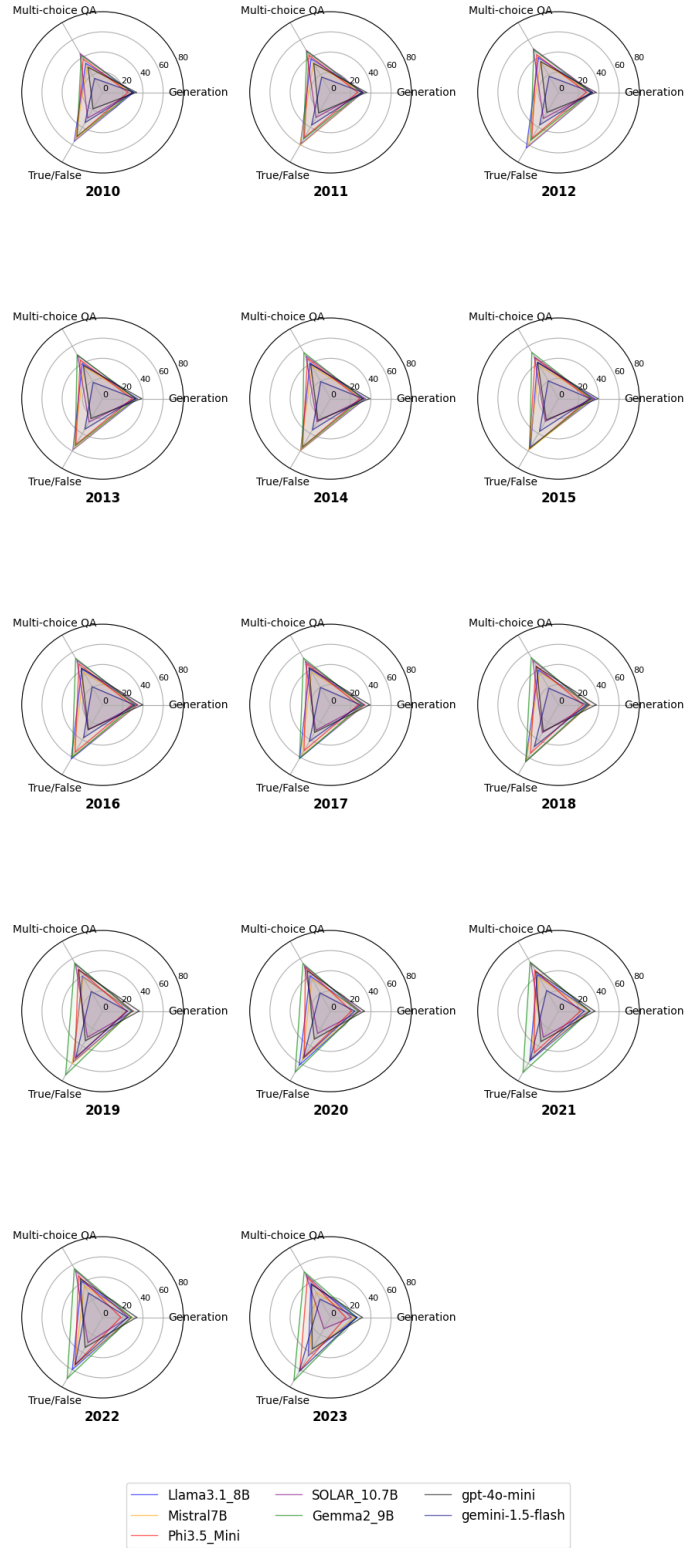 Multi-choice QA Multi-choice QA Multi-choice QA
80 80 80
60 60 60
40 40 40
20 20 20
0 Generation 0 Generation 0 Generation
True/False True/False True/False
2010 2011 2012
Multi-choice QA Multi-choice QA Multi-choice QA
80 80 80
60 60 60
40 40 40
20 20 20
0 Generation 0 Generation 0 Generation
True/False True/False True/False
2013 2014 2015
Multi-choice QA Multi-choice QA Multi-choice QA
80 80 80
60 60 60
40 40 40
20 20 20
0 Generation 0 Generation 0 Generation
True/False True/False True/False
2016 2017 2018
Multi-choice QA Multi-choice QA Multi-choice QA
80 80 80
60 60 60
40 40 40
20 20 20
0 Generation 0 Generation 0 Generation
True/False True/False True/False
2019 2020 2021
Multi-choice QA Multi-choice QA
80 80
60 60
40 40
20 20
0 Generation 0 Generation
True/False True/False
2022 2023
Llama3.1_8B SOLAR_10.7B gpt-4o-mini
Mistral7B Gemma2_9B gemini-1.5-flash
Phi3.5_Mini